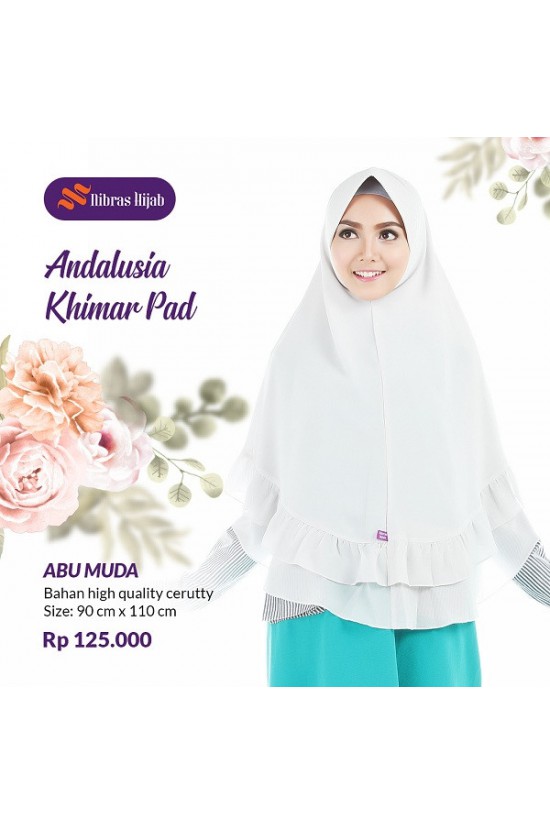 Nibras Hijab
Andalusia
Khimar Pad
ABU MUDA
Bahan high quality cerutty
Size: 90 cm x 110 cm
Rp 125.000